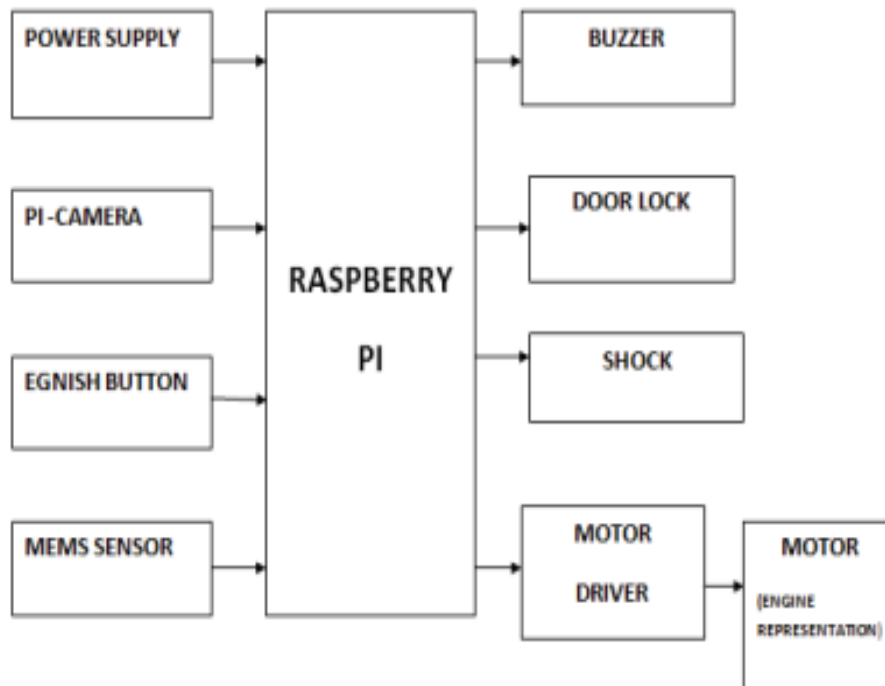 POWER SUPPLY
PI-CAMERA
EGNISH BUTTON
MEMS SENSOR
RASPBERRY
PI
BUZZER
DOOR LOCK
SHOCK
MOTOR
DRIVER
MOTOR
(ENGINE
REPRESENTATION)